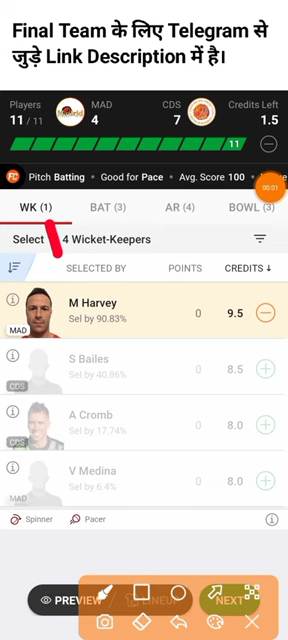 Final Team के लिए Telegram से
जुड़े Link Description में है।
Players
MAD
CDS
Credits Left
11 / 11
4
7
1.5
11
Pitch Batting
Good for Pace
Avg. Score 100
00:01
WK (1)
BAT (3)
AR (4)
BOWL (3)
Select
4 Wicket-Keepers
SELECTED BY
POINTS
CREDITS ↓
M Harvey
Sel by 90.83%
0
9.5
MAD
S Bailes
Sel by 40.86%
0
8.5
CDS
A Cromb
Sel by 17.74%
0
8.0
CDS
V Medina
Sel by 6.4%
0
8.0
MAD
Spinner
Pacer
PREVIEW
LINEUP
NEXT